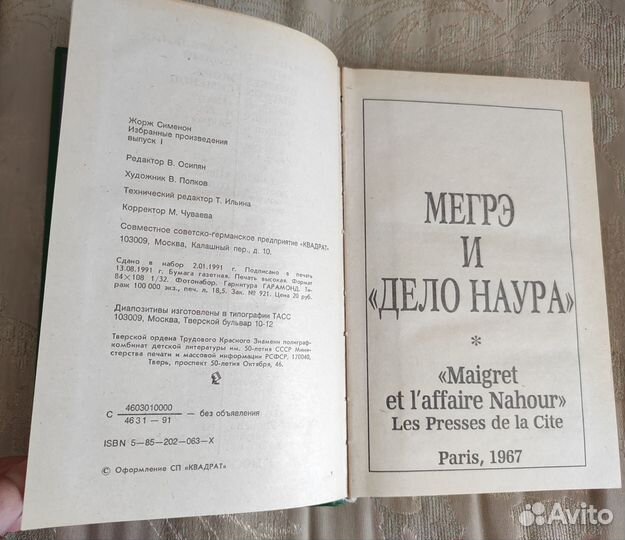 Жорж Сименон
Избранные произведения
выпуск I
Редактор В. Осипян
Художник В. Попков
Технический редактор Т. Ильина
Корректор М. Чуваева
Совместное советско-германское предприятие «КВАДРАТ»
103009, Москва, Калашный пер., д. 10.
Сдано в набор 2.01.1991 г. Подписано в печать
13.08.1991 г. Бумага газетная. Печать высокая. Формат
84×108 1/32. Фотонабор. Гарнитура ГАРАМОНД. Ти-
раж 100 000 экз., печ. л. 18,5. Зак. № 921. Цена 20 руб.
Диапозитивы изготовлены в типографии ТАСС
103009, Москва, Тверской бульвар 10-12
Тверской ордена Трудового Красного Знамени полиграф-
комбинат детской литературы им. 50-летия СССР Мини-
стерства печати и массовой информации РСФСР, 170040,
Тверь, проспект 50-летия Октября, 46.
С 4603010000
4631—91 — без объявления
ISBN 5—85—202—063—X
© Оформление СП «КВАДРАТ»
МЕГРЭ
И
«ДЕЛО НАУРА»
*
«Maigret
et l'affaire Nahour»
Les Presses de la Cite
Paris, 1967
Avito